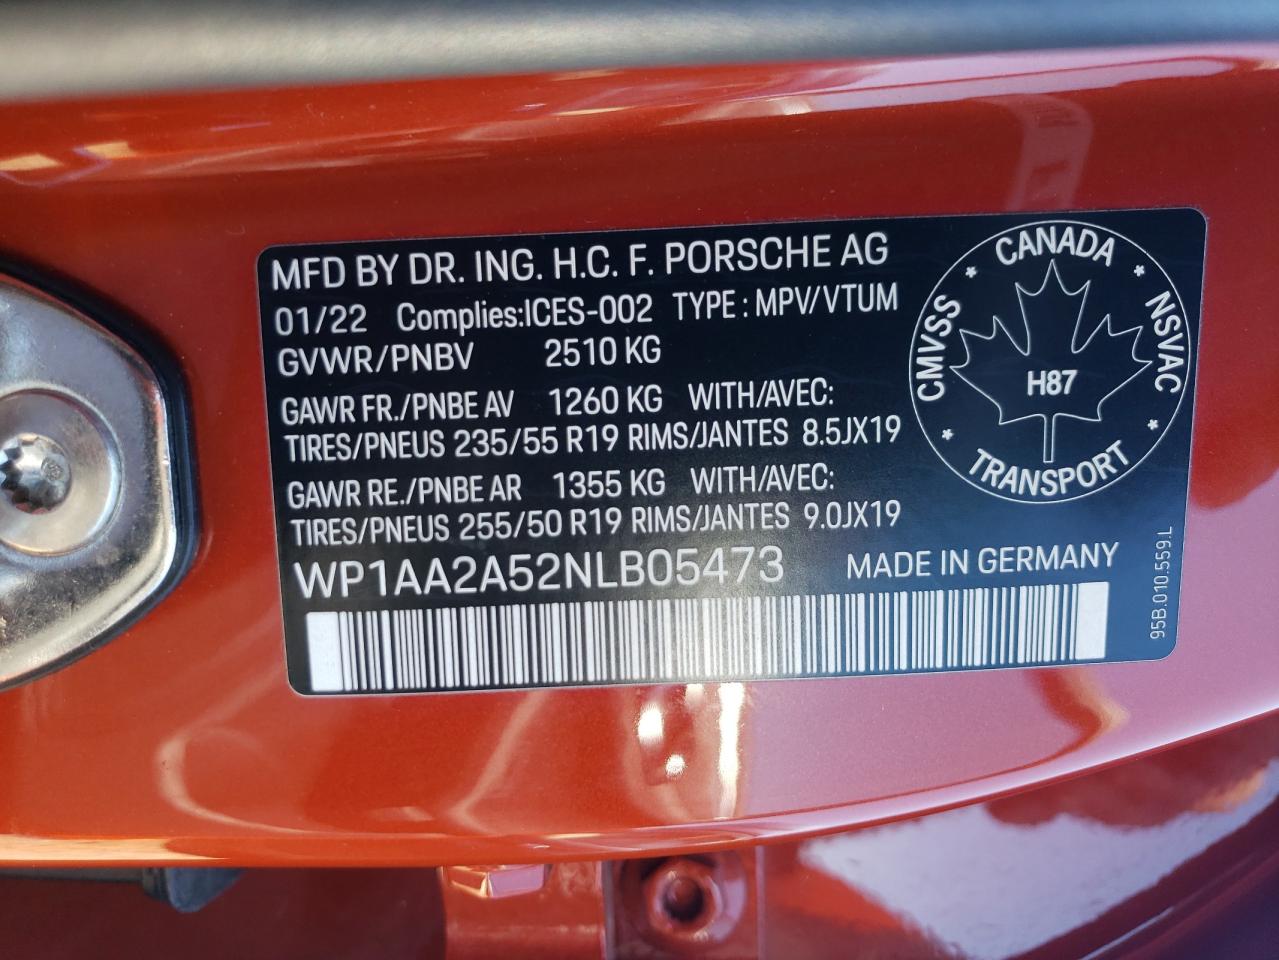 MFD BY DR. ING. H.C. F. PORSCHE AG
01/22 Complies:ICES-002 TYPE : MPV/VTUM
GVWR/PNBV 2510 KG
GAWR FR./PNBE AV 1260 KG WITH/AVEC:
TIRES/PNEUS 235/55 R19 RIMS/JANTES 8.5JX19
GAWR RE./PNBE AR 1355 KG WITH/AVEC:
TIRES/PNEUS 255/50 R19 RIMS/JANTES 9.0JX19
WP1AA2A52NLB05473 MADE IN GERMANY
CANADA
CMVSS
NSVAC
H87
TRANSPORT
95B.010.559.L